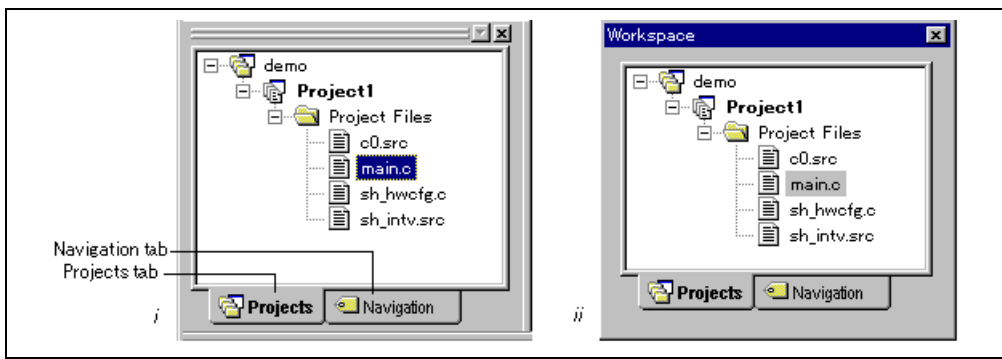 demo
Project1
Project Files
c0.src
main.c
sh_hwcfg.c
sh_intv.src
Navigation tab
Projects tab
Projects Navigation
i
Workspace
demo
Project1
Project Files
c0.src
main.c
sh_hwcfg.c
sh_intv.src
Projects Navigation
ii